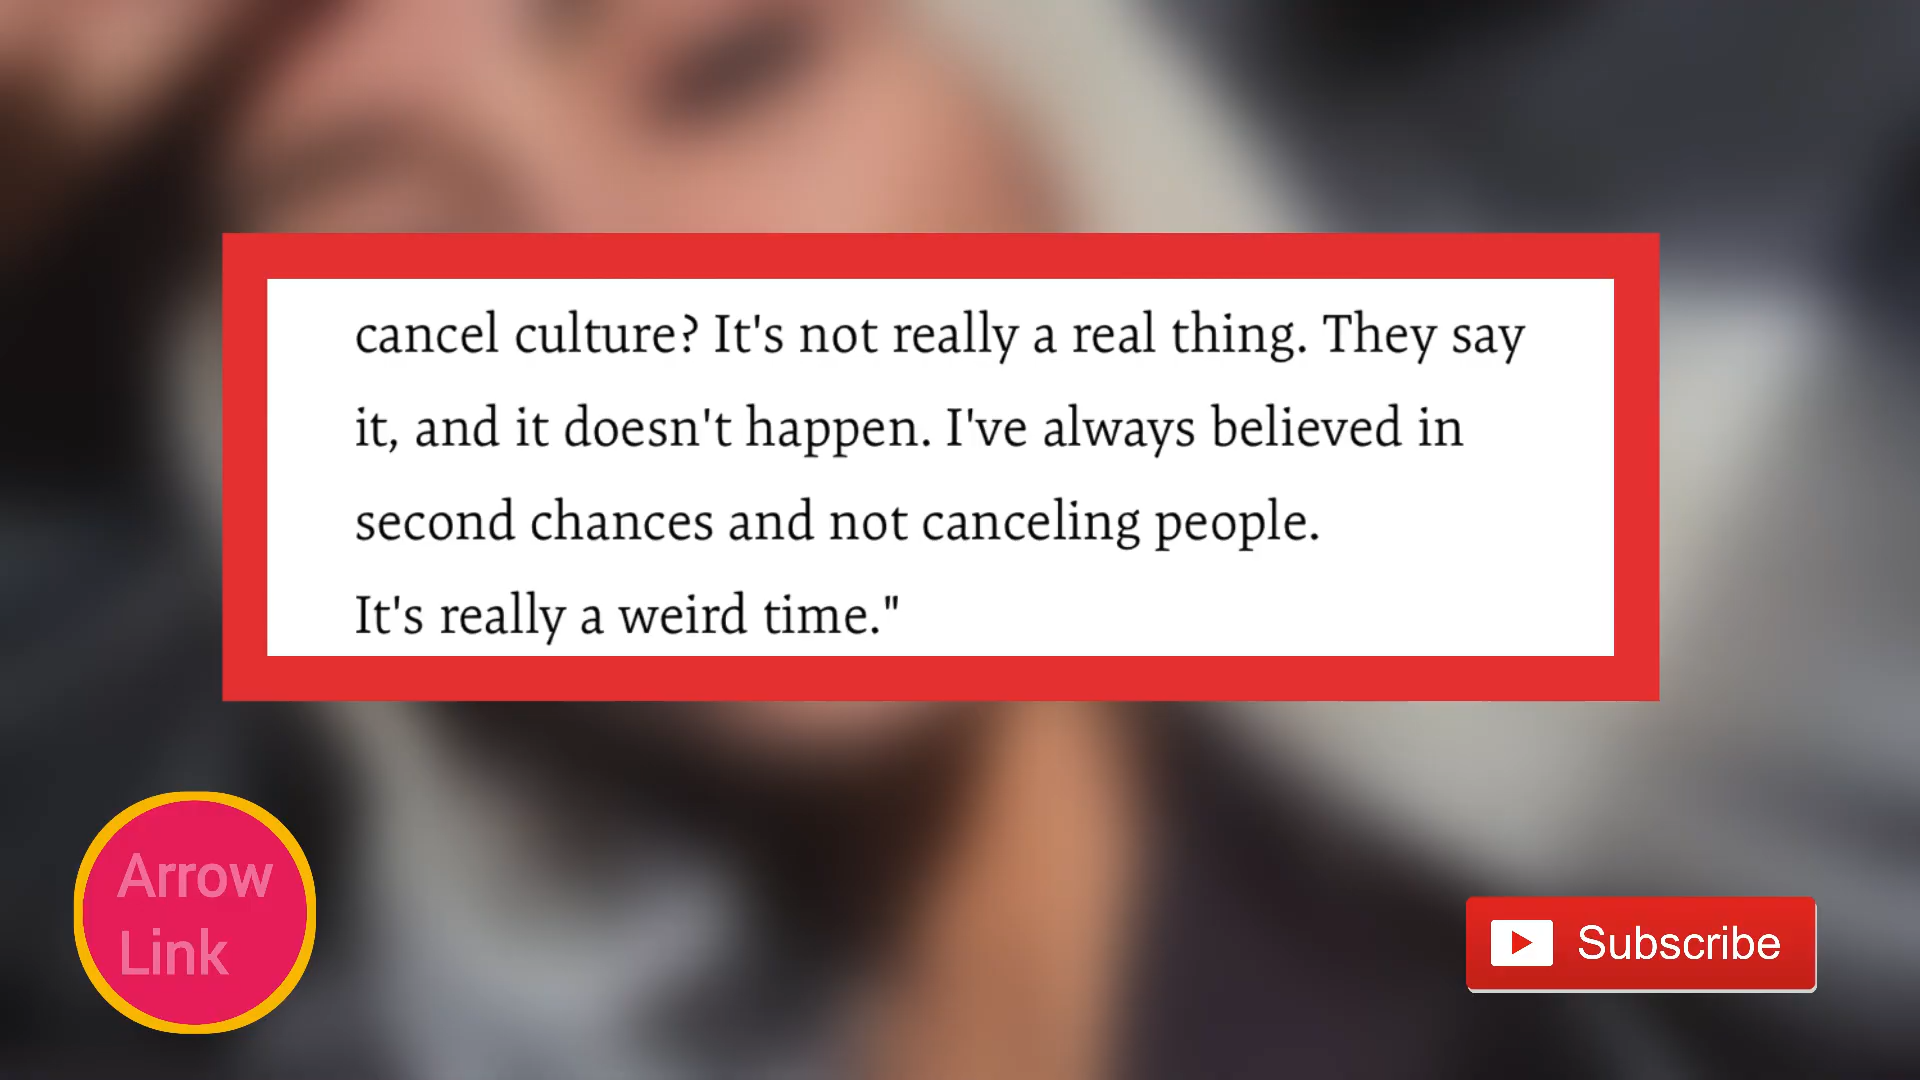 cancel culture? It's not really a real thing. They say
it, and it doesn't happen. I've always believed in
second chances and not canceling people.
It's really a weird time."
Arrow
Link
Subscribe